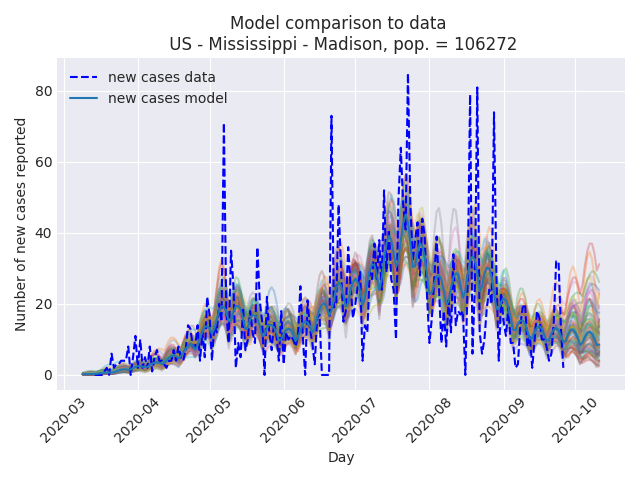 Model comparison to data
US - Mississippi - Madison, pop. = 106272
new cases data
new cases model
Number of new cases reported
80
60
40
20
0
2020-03
2020-04
2020-05
2020-06
2020-07
2020-08
2020-09
2020-10
Day